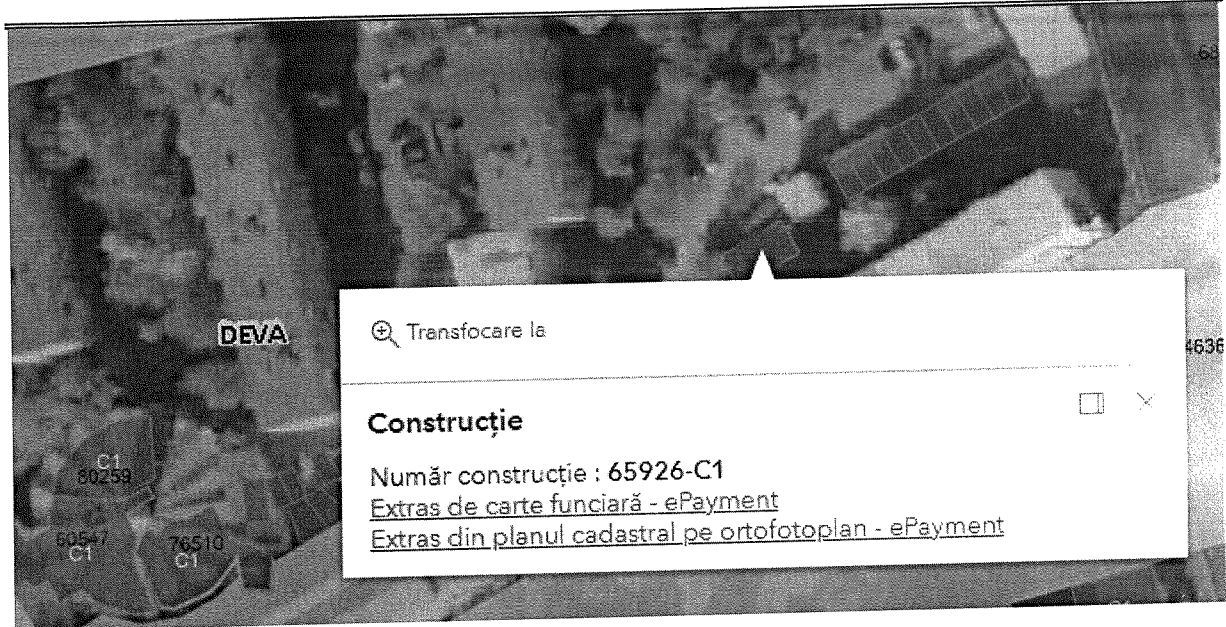 DEVA
Transfocare la
4636
Construcție
Număr construcție : 65926-C1
Extras de carte funciară - ePayment
Extras din planul cadastral pe ortofotoplan - ePayment
C1
80259
60547
C1
76510
C1